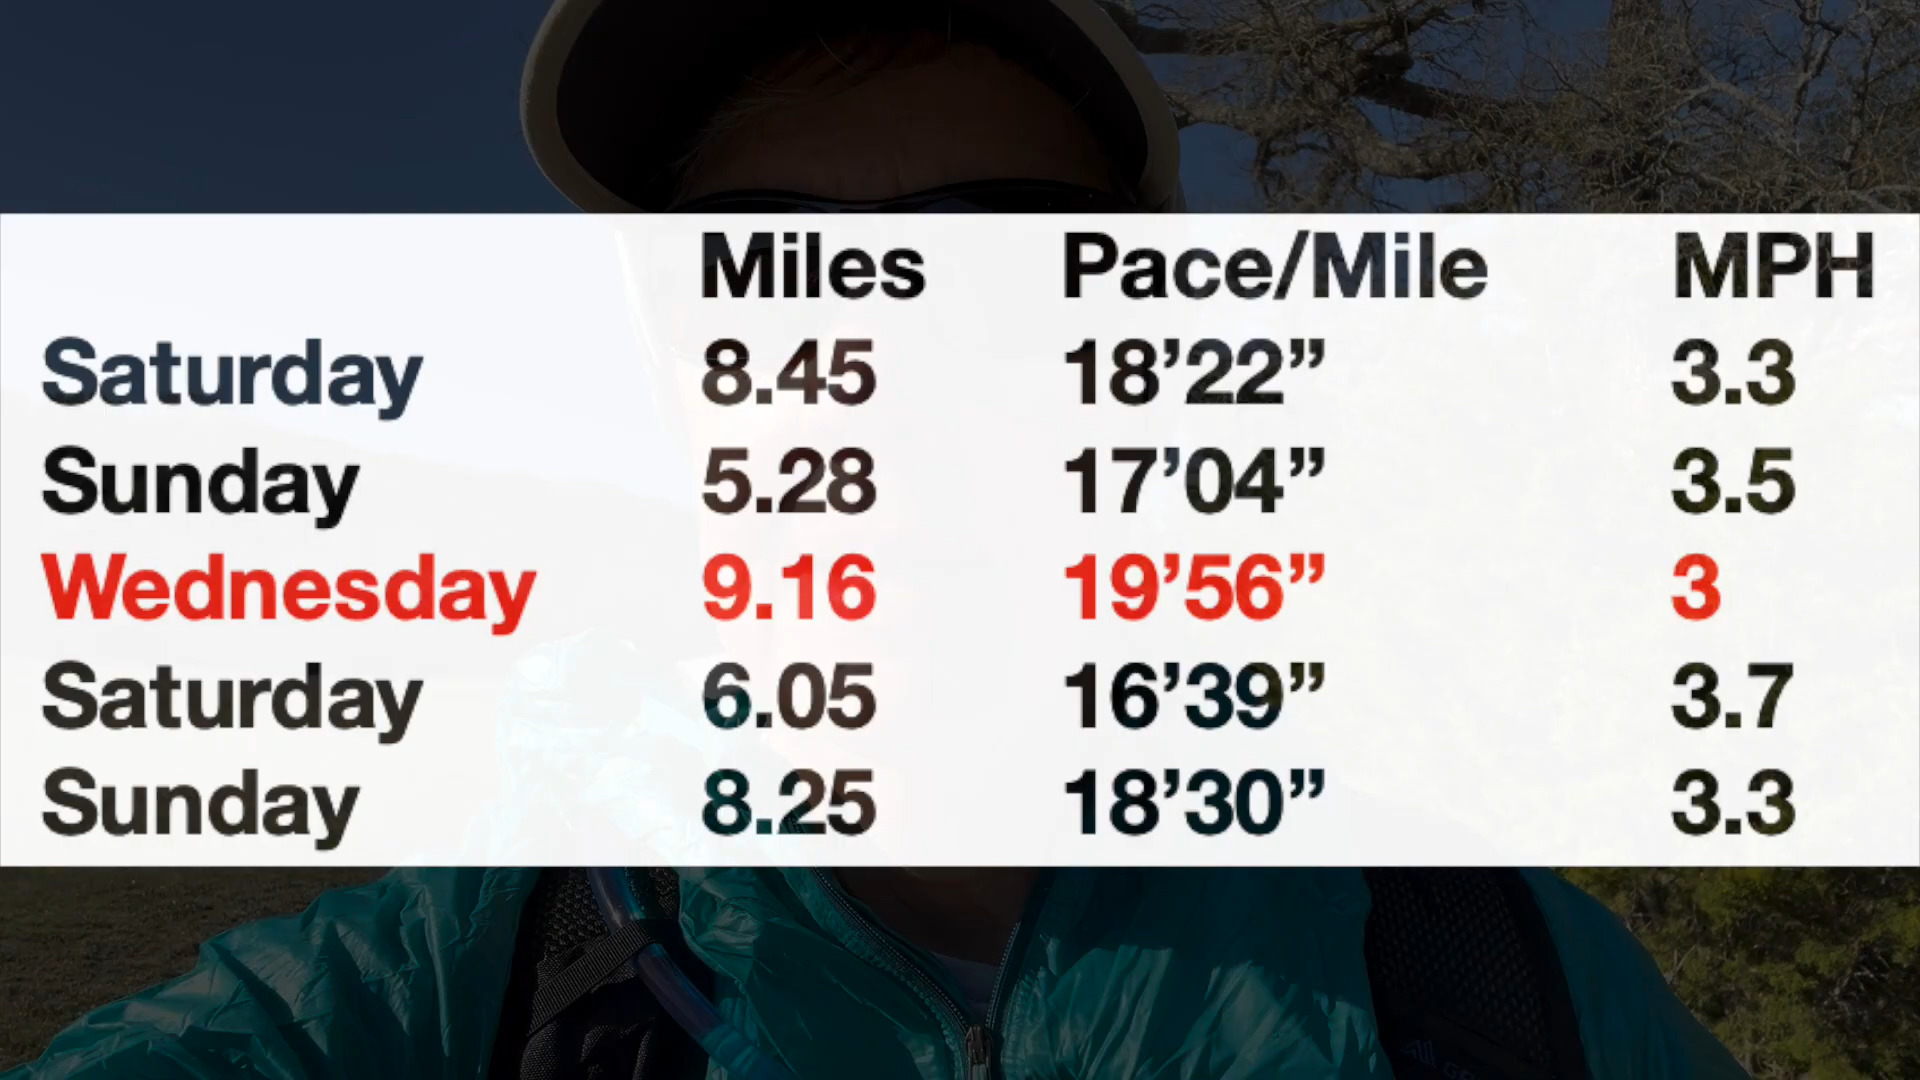 Miles Pace/Mile MPH
Saturday 8.45 18’22” 3.3
Sunday 5.28 17’04” 3.5
Wednesday 9.16 19’56” 3
Saturday 6.05 16’39” 3.7
Sunday 8.25 18’30” 3.3